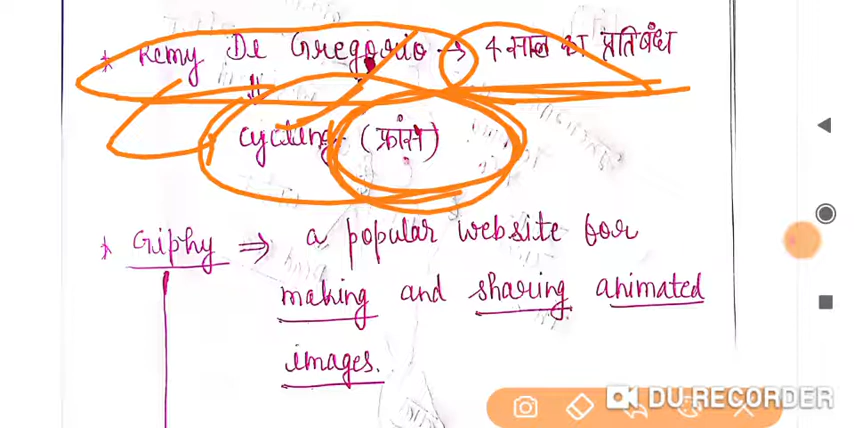 * Remy De Gregorio → 4 साल का प्रतिबंध
cycling (फ्रांस)
* Giphy ⇒ a popular website for
making and sharing animated
images.
DU RECORDER